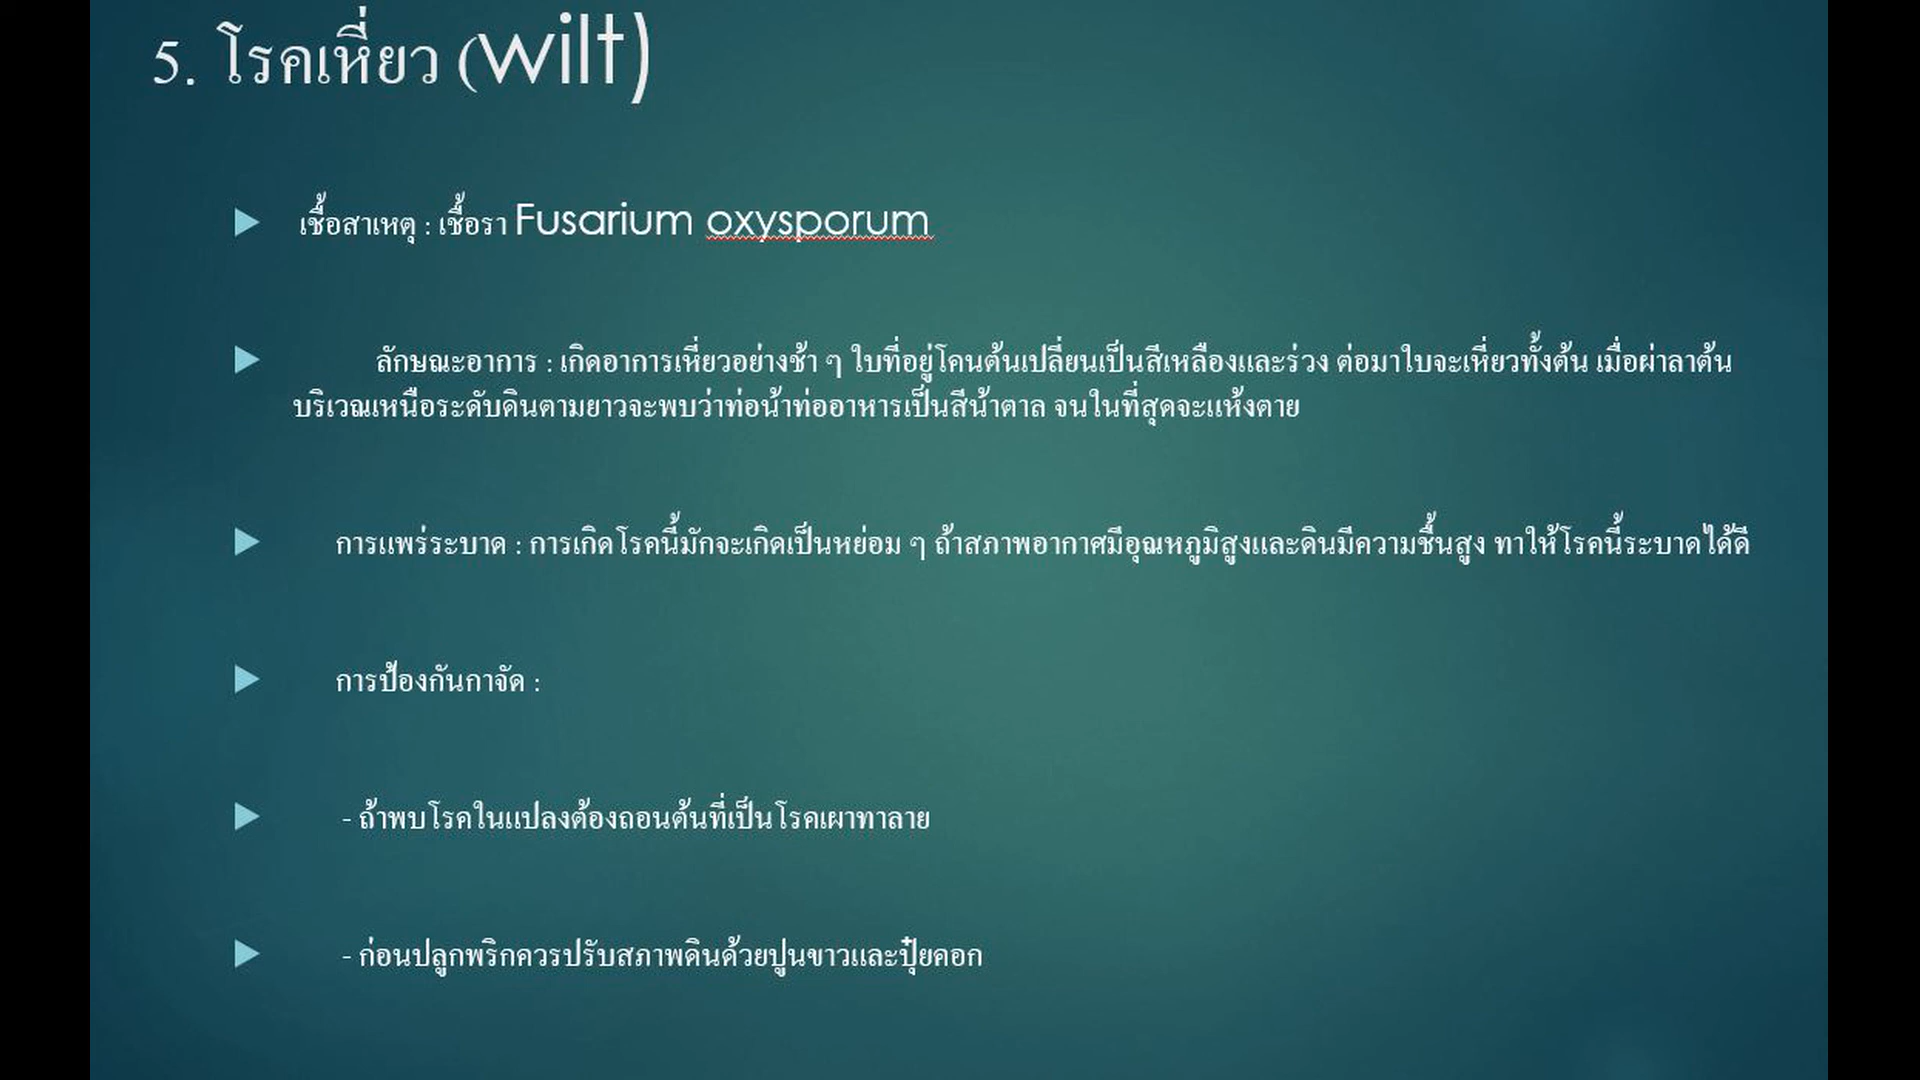 5. โรคเหี่ยว (wilt)
เชื้อสาเหตุ : เชื้อรา Fusarium oxysporum
ลักษณะอาการ : เกิดอาการเหี่ยวอย่างช้า ๆ ใบที่อยู่โคนต้นเปลี่ยนเป็นสีเหลืองและร่วง ต่อมาใบจะเหี่ยวทั้งต้น เมื่อผ่าลาต้น
บริเวณเหนือระดับดินตามยาวจะพบว่าท่อน้าท่ออาหารเป็นสีน้าตาล จนในที่สุดจะแห้งตาย
การแพร่ระบาด : การเกิดโรคนี้มักจะเกิดเป็นหย่อม ๆ ถ้าสภาพอากาศมีอุณหภูมิสูงและดินมีความชื้นสูง ทาให้โรคนี้ระบาดได้ดี
การป้องกันกาจัด :
- ถ้าพบโรคในแปลงต้องถอนต้นที่เป็นโรคเผาทาลาย
- ก่อนปลูกพริกควรปรับสภาพดินด้วยปูนขาวและปุ๋ยคอก